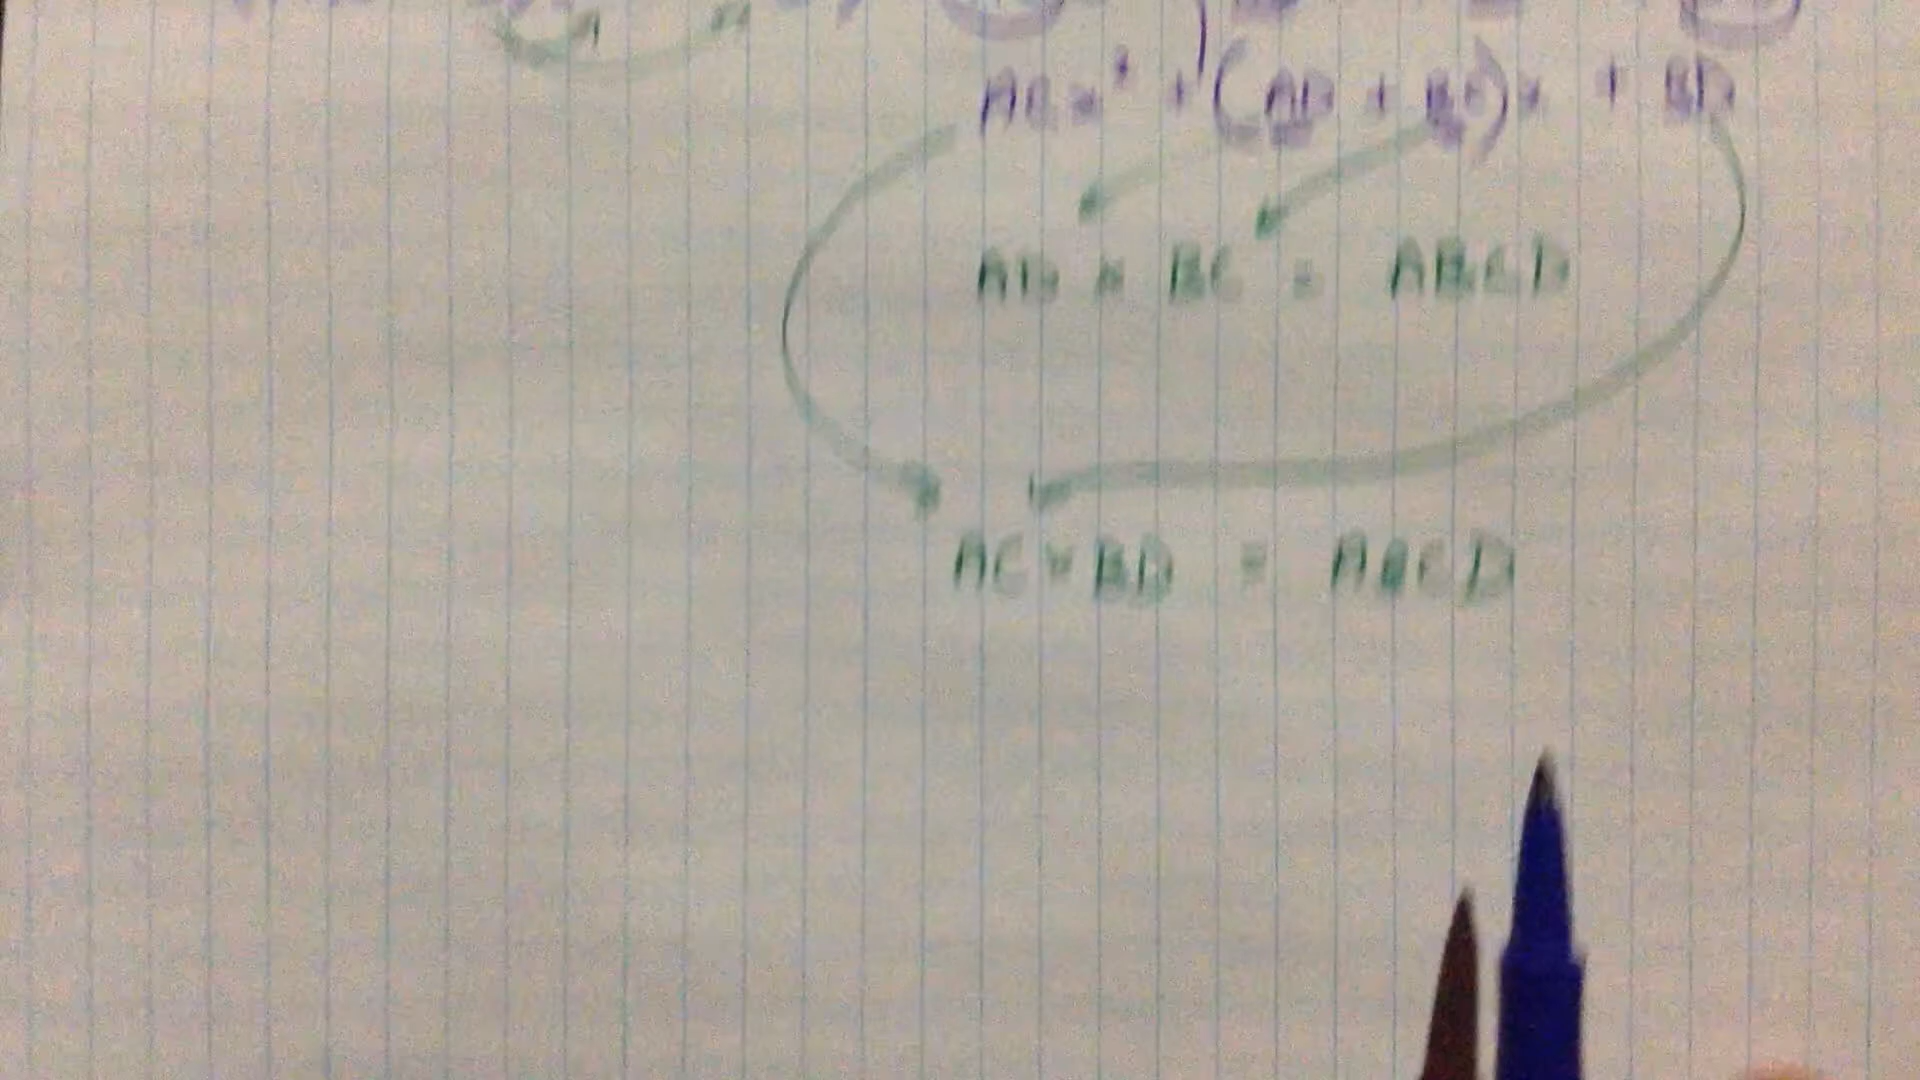 ACx² + (AD + BC)x + BD
AD × BC = ABCD
AC × BD = ABCD